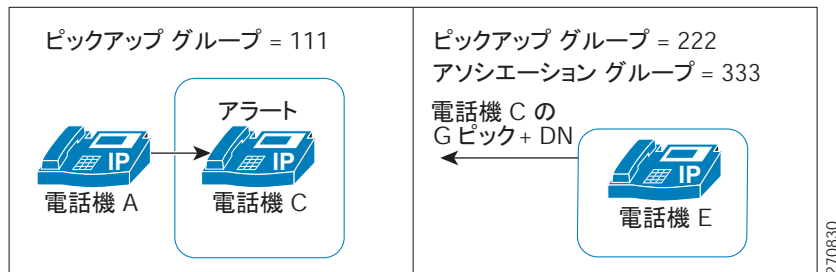 ピックアップ グループ = 111
アラート
IP
IP
電話機 A
電話機 C
ピックアップ グループ = 222
アソシエーション グループ = 333
電話機 C の
G ピック + DN
IP
電話機 E
270830